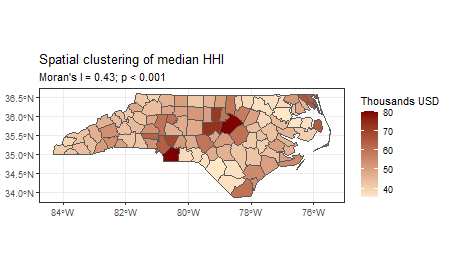 Spatial clustering of median HHI
Moran's I = 0.43; p < 0.001
Thousands USD
80
70
60
50
40
36.5°N
36.0°N
35.5°N
35.0°N
34.5°N
34.0°N
84°W
82°W
80°W
78°W
76°W